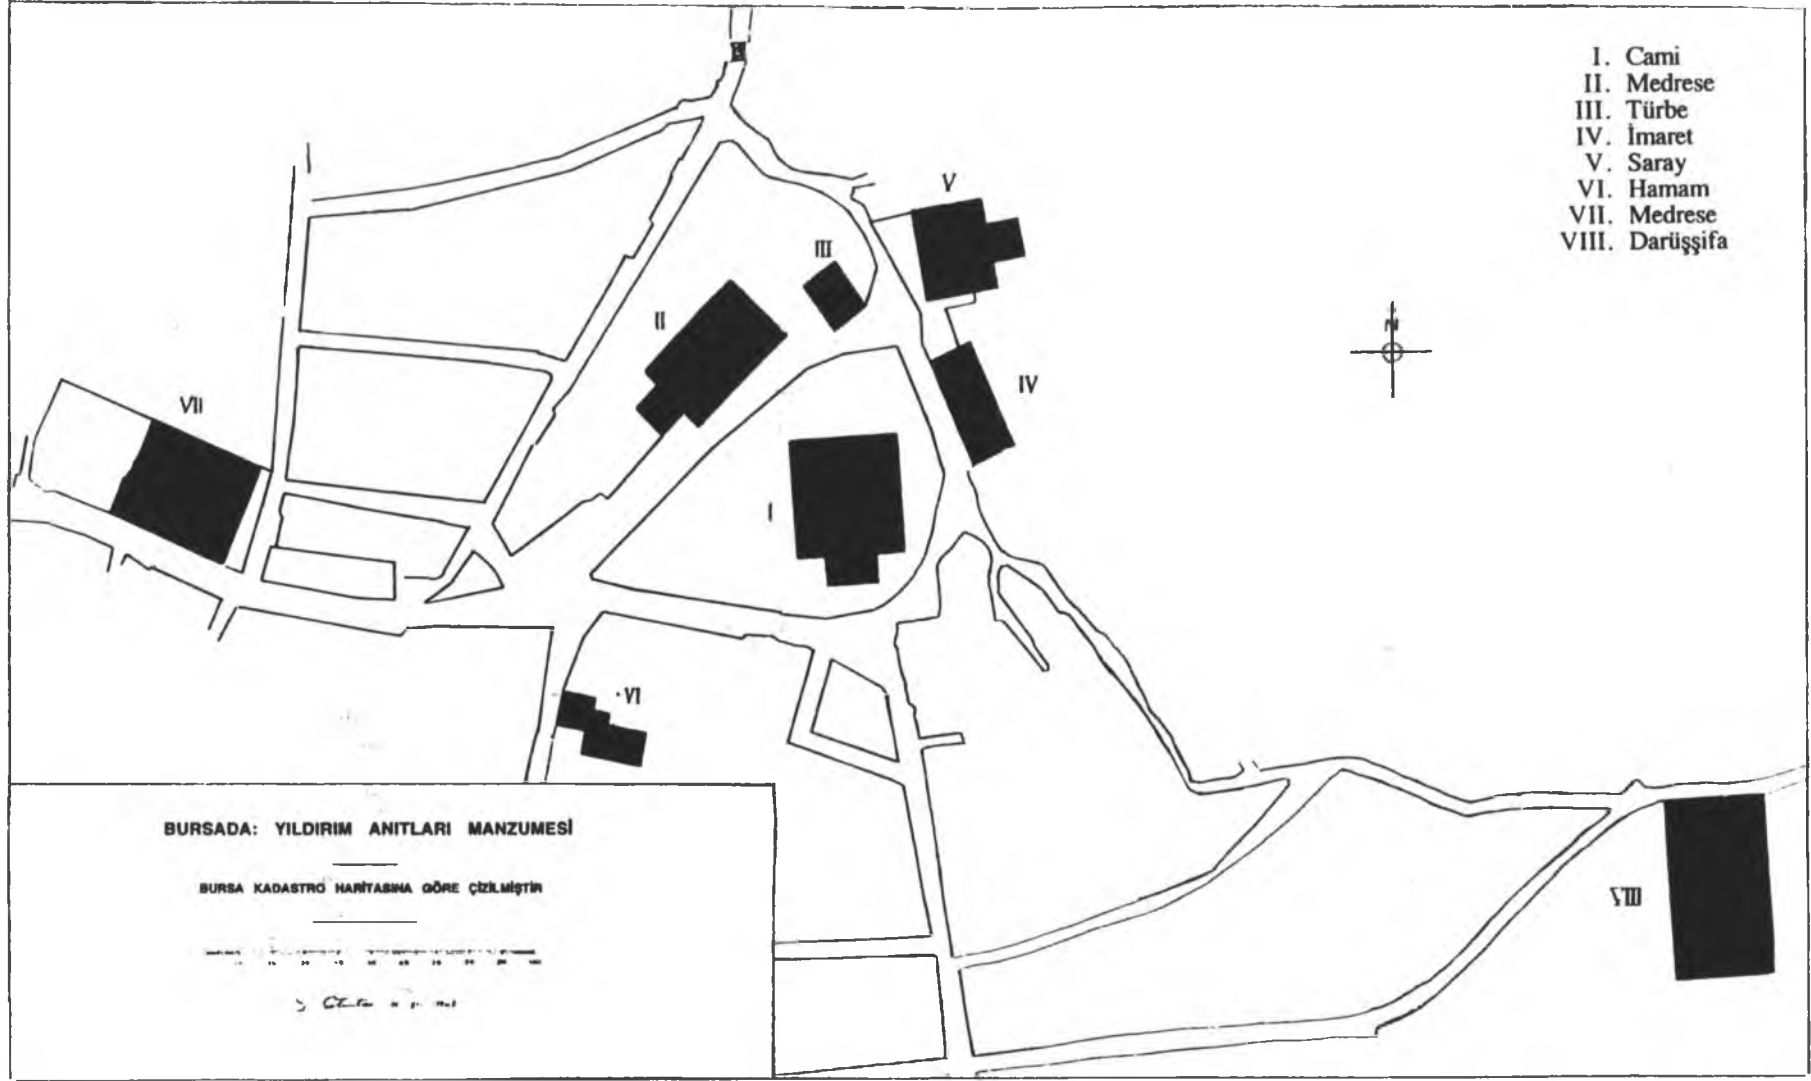 I. Cami
II. Medrese
III. Türbe
IV. İmaret
V. Saray
VI. Hamam
VII. Medrese
VIII. Darüşşifa
V
III
II
N
IV
VII
I
VI
VIII
BURSADA: YILDIRIM ANITLARI MANZUMESİ
BURSA KADASTRO HARİTASINA GÖRE ÇİZİLMİŞTİR